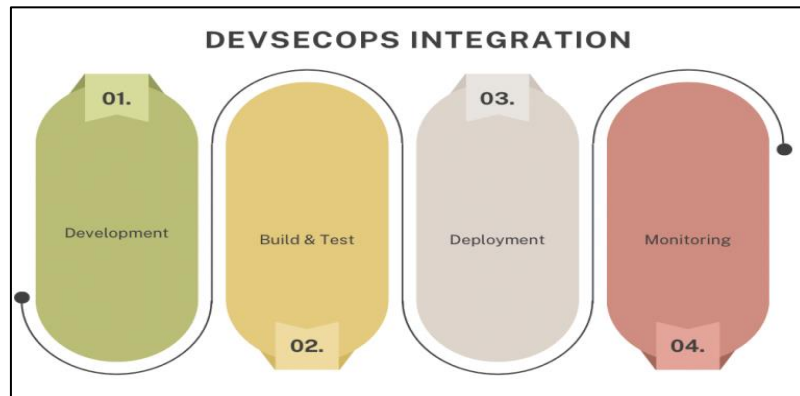 DEVSECOPS INTEGRATION
01.
Development
Build & Test
02.
03.
Deployment
Monitoring
04.